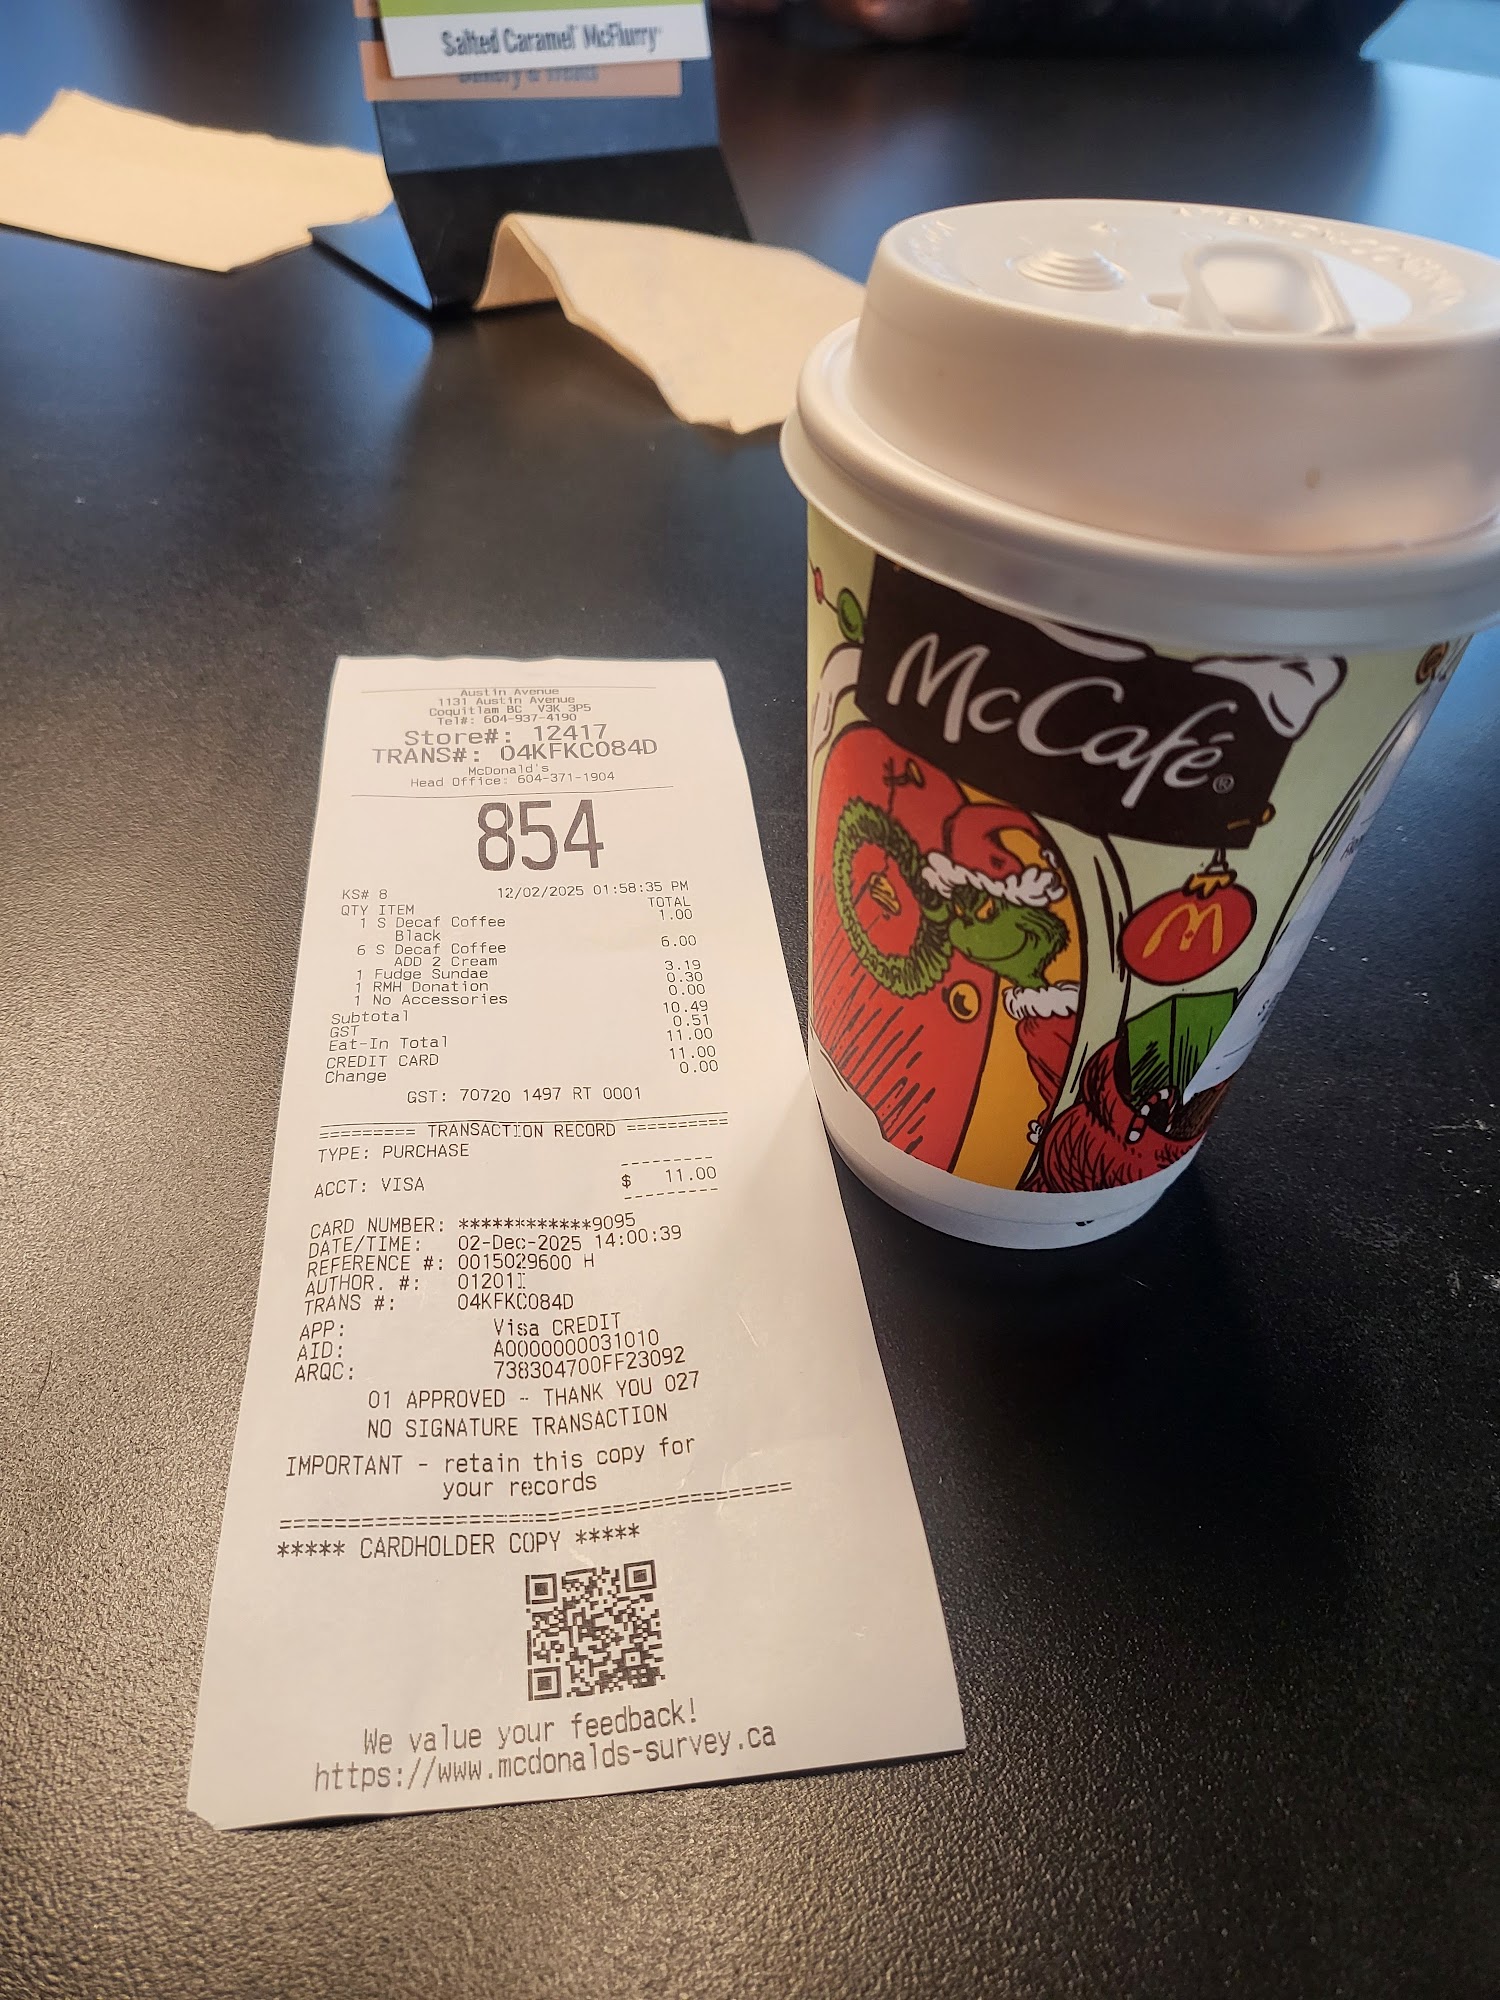 Salted Caramel McFlurry
Austin Avenue
1131 Austin Avenue
Coquitlam BC V3K 3P5
Tel#: 604-937-4190
Store#: 12417
TRANS#: 04KFKC084D
McDonald's
Head Office: 604-371-1904
854
KS# 8 12/02/2025 01:58:35 PM
QTY ITEM TOTAL
1 S Decaf Coffee 1.00
Black
6 S Decaf Coffee 6.00
ADD 2 Cream
1 Fudge Sundae 3.19
1 RMH Donation 0.30
1 No Accessories 0.00
Subtotal 10.49
GST 0.51
Eat-In Total 11.00
CREDIT CARD 11.00
Change 0.00
GST: 70720 1497 RT 0001
========= TRANSACTION RECORD =========
TYPE: PURCHASE
ACCT: VISA $ 11.00
CARD NUMBER: ************9095
DATE/TIME: 02-Dec-2025 14:00:39
REFERENCE #: 0015029600 H
AUTHOR. #: 01201I
TRANS #: 04KFKC084D
APP: Visa CREDIT
AID: A0000000031010
ARQC: 738304700FF23092
01 APPROVED - THANK YOU 027
NO SIGNATURE TRANSACTION
IMPORTANT - retain this copy for
your records
***** CARDHOLDER COPY *****
We value your feedback!
https://www.mcdonalds-survey.ca
McCafé®